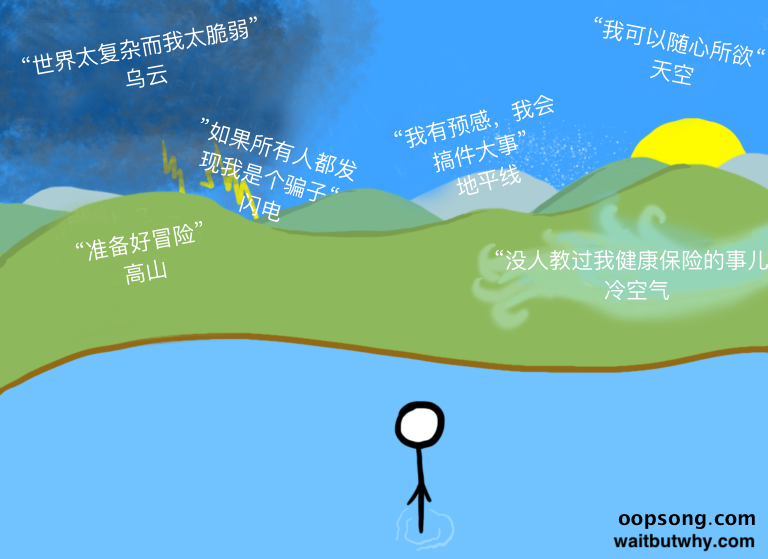 “世界太复杂而我太脆弱”
乌云
“我可以随心所欲“
天空
”如果所有人都发
现我是个骗子“
闪电
“我有预感，我会
搞件大事”
地平线
“准备好冒险”
高山
“没人教过我健康保险的事儿
冷空气
oopsong.com
waitbutwhy.com